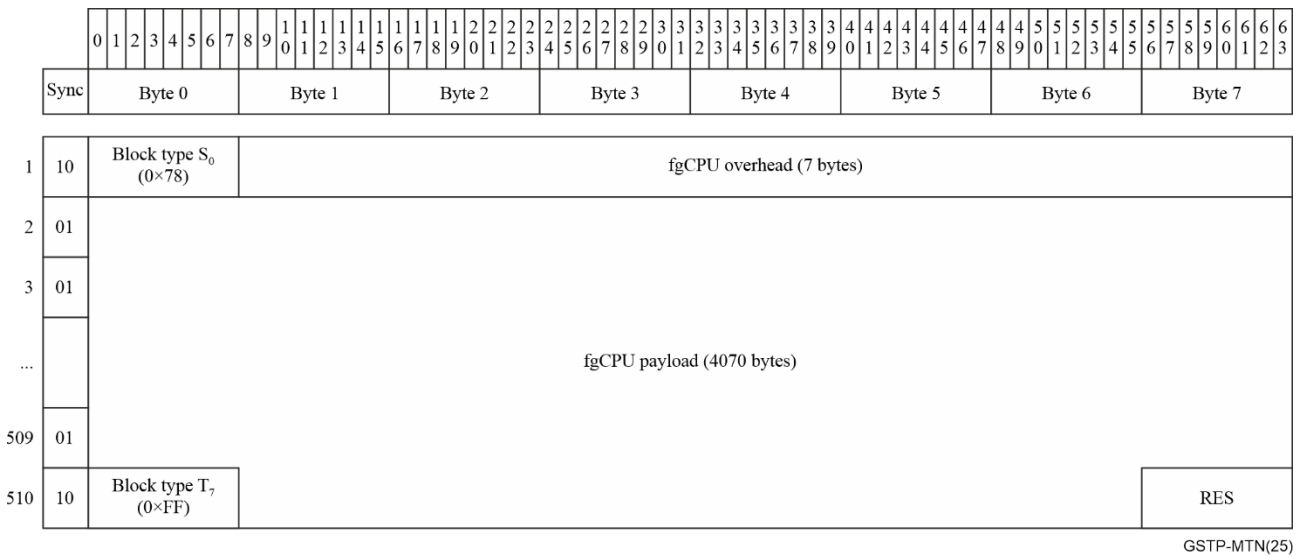 0 1 2 3 4 5 6 7 8 9 10 11 12 13 14 15 16 17 18 19 20 21 22 23 24 25 26 27 28 29 30 31 32 33 34 35 36 37 38 39 40 41 42 43 44 45 46 47 48 49 50 51 52 53 54 55 56 57 58 59 60 61 62 63
Sync Byte 0 Byte 1 Byte 2 Byte 3 Byte 4 Byte 5 Byte 6 Byte 7
1 10 Block type S₀ (0×78) fgCPU overhead (7 bytes)
2 01
3 01
... fgCPU payload (4070 bytes)
509 01
510 10 Block type T₇ (0×FF) RES
GSTP-MTN(25)